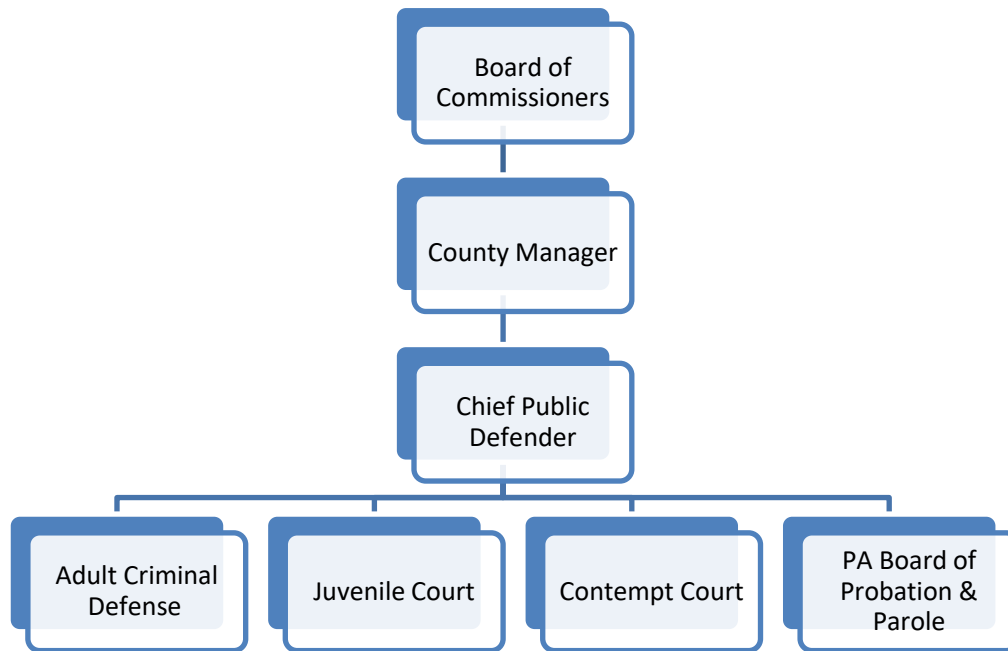 Board of
Commissioners
County Manager
Chief Public
Defender
Adult Criminal
Defense
Juvenile Court
Contempt Court
PA Board of
Probation &
Parole